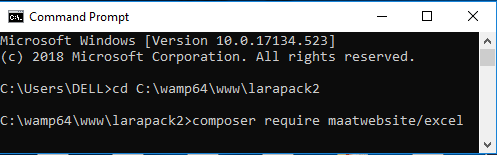 Command Prompt
Microsoft Windows [Version 10.0.17134.523]
(c) 2018 Microsoft Corporation. All rights reserved.
C:\Users\DELL>cd C:\wamp64\www\larapack2
C:\wamp64\www\larapack2>composer require maatwebsite/excel